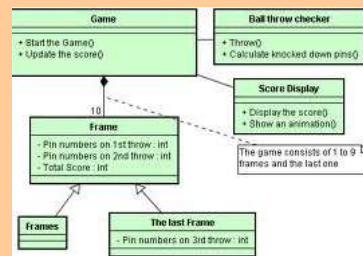 Game
+ Start the Game()
+ Update the score()
Ball throw checker
+ Throw()
+ Calculate knocked down pins()
Score Display
+ Display the score()
+ Show an animation()
10
Frame
- Pin numbers on 1st throw : int
- Pin numbers on 2nd throw : int
- Total Score : int
The game consists of 1 to 9
frames and the last one
Frames
The last Frame
- Pin numbers on 3rd throw : int